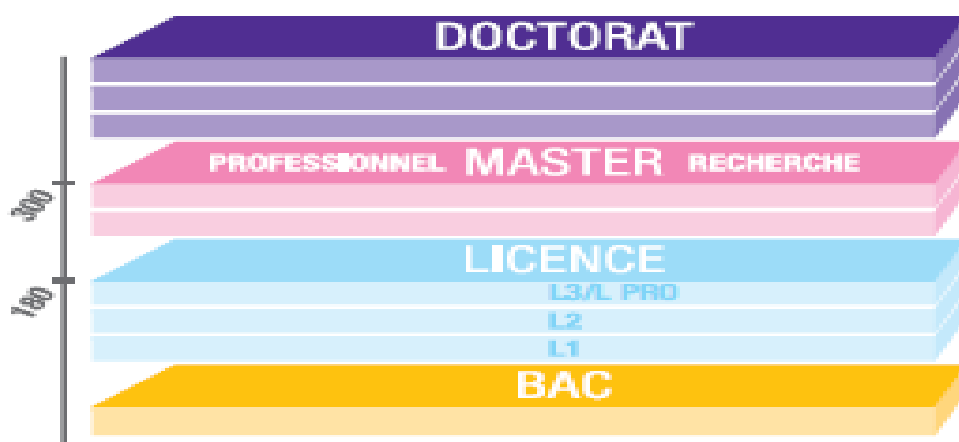 DOCTORAT
PROFESSIONNEL MASTER RECHERCHE
300
LICENCE
180
L3/L PRO
L2
L1
BAC